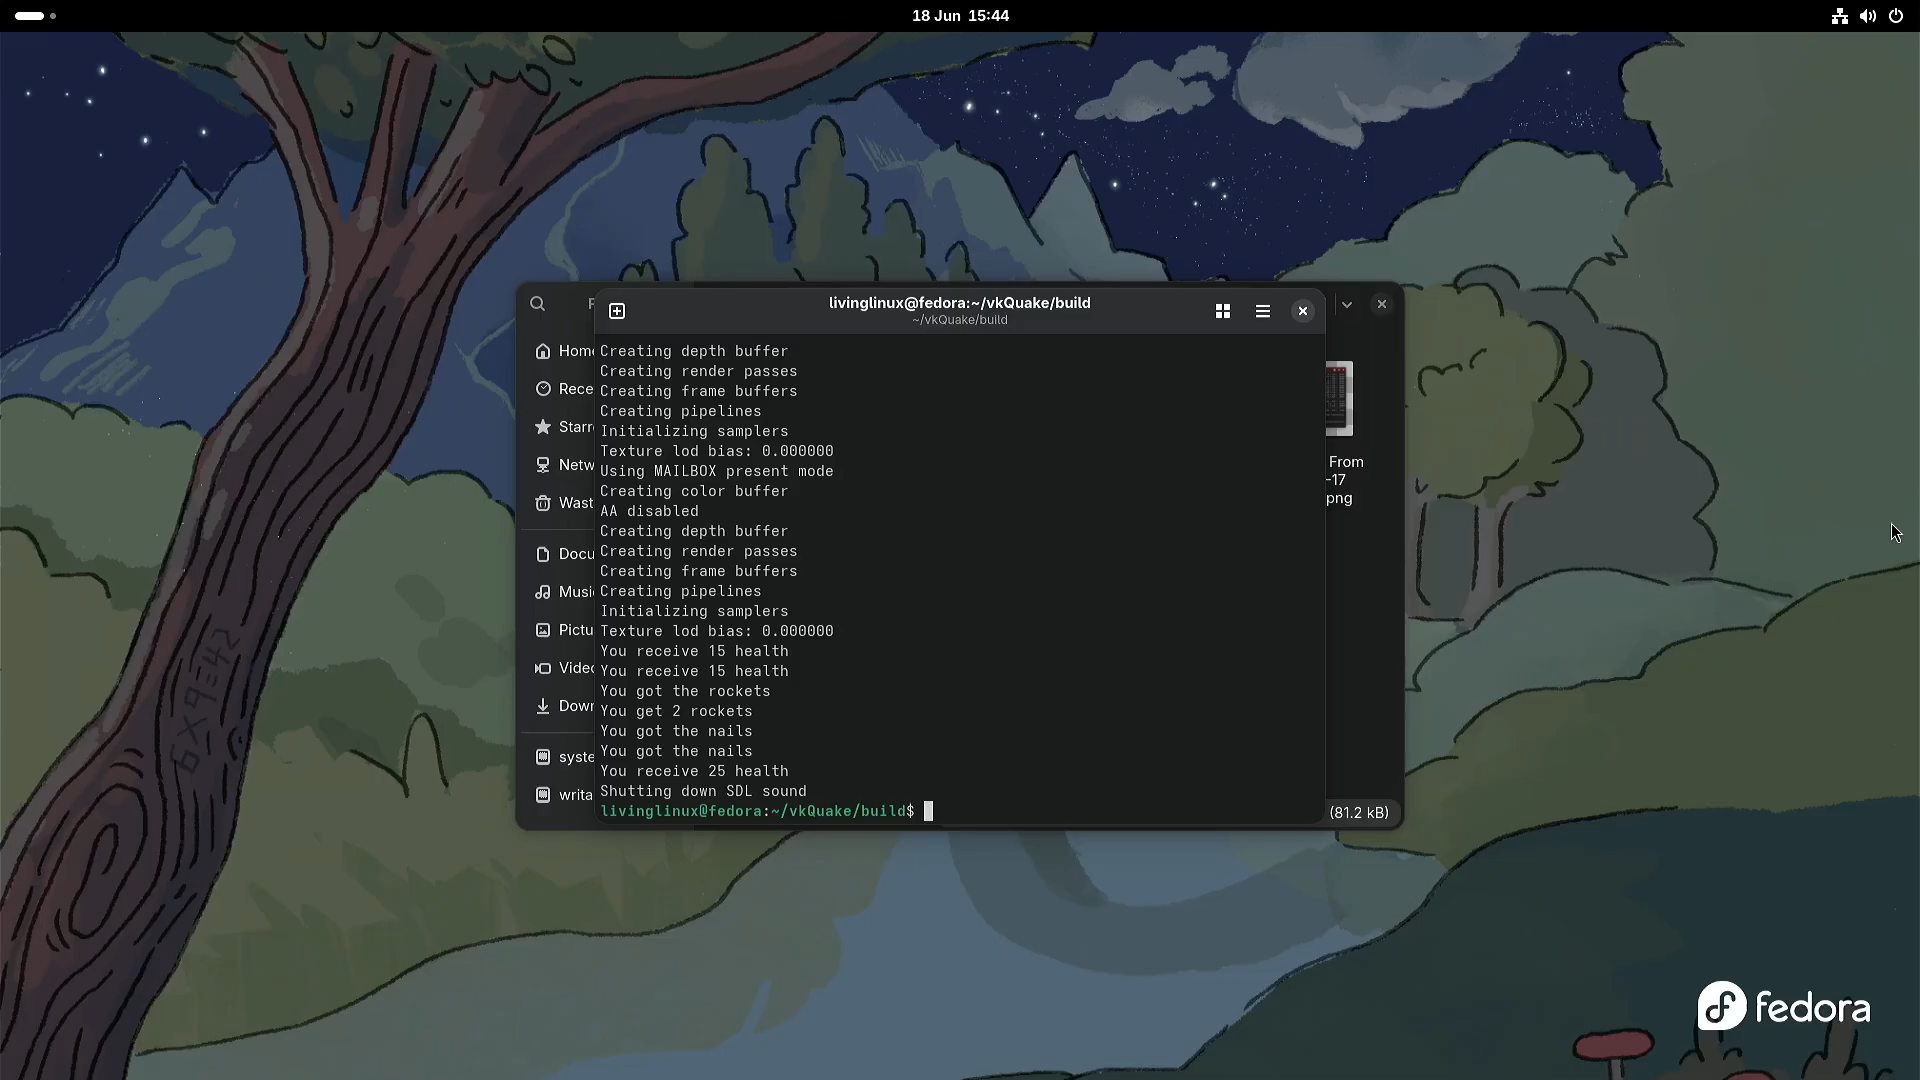 18 Jun 15:44
livinglinux@fedora:~/vkQuake/build
~/vkQuake/build
Home
Rece
Starr
Netw
Wast
Docu
Musi
Pictu
Video
Down
syste
writa
Creating depth buffer
Creating render passes
Creating frame buffers
Creating pipelines
Initializing samplers
Texture lod bias: 0.000000
Using MAILBOX present mode
Creating color buffer
AA disabled
Creating depth buffer
Creating render passes
Creating frame buffers
Creating pipelines
Initializing samplers
Texture lod bias: 0.000000
You receive 15 health
You receive 15 health
You got the rockets
You get 2 rockets
You got the nails
You got the nails
You receive 25 health
Shutting down SDL sound
livinglinux@fedora:~/vkQuake/build$
From
-17
png
(81.2 kB)
6x9=42
fedora